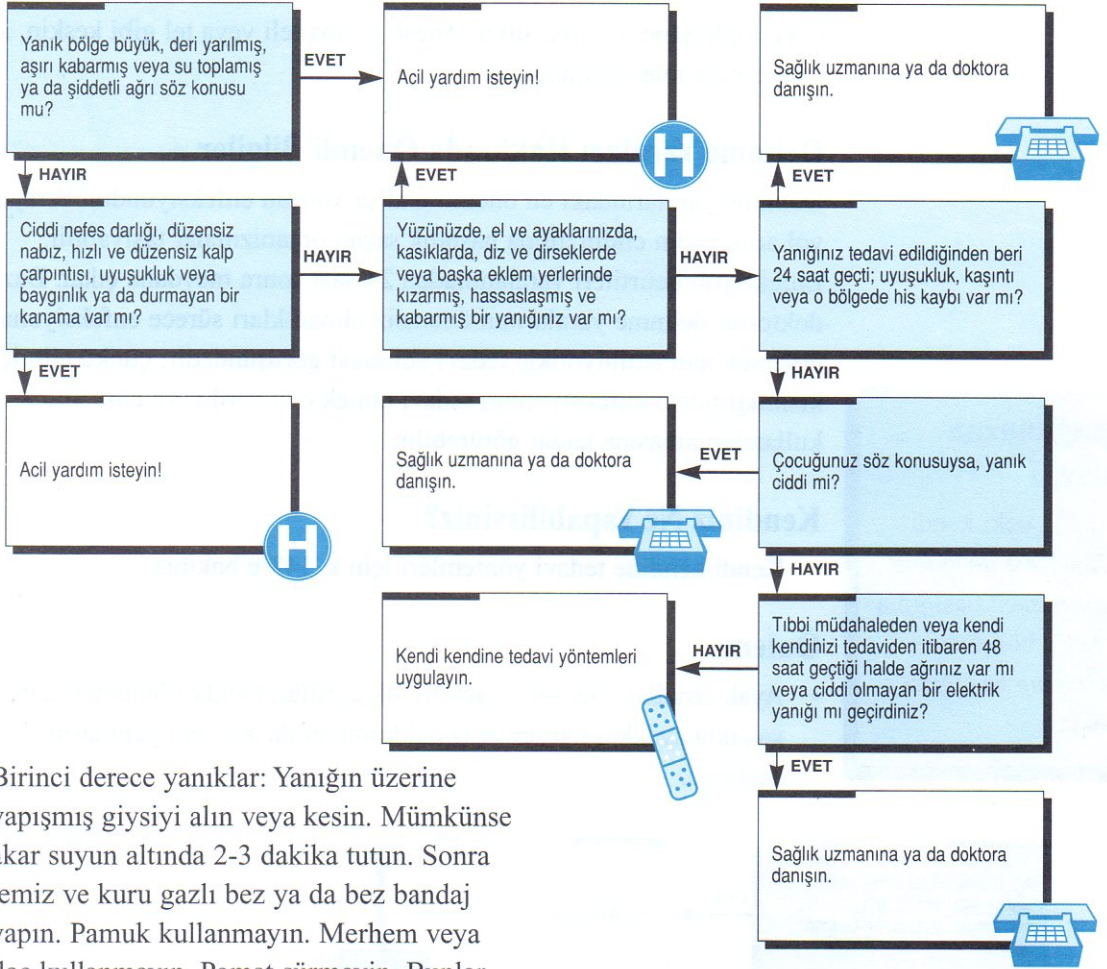 Yanık bölge büyük, deri yarılmış,
aşırı kabarmış veya su toplamış
ya da şiddetli ağrı söz konusu
mu?
EVET
Acil yardım isteyin!
H
Sağlık uzmanına ya da doktora
danışın.
HAYIR
EVET
EVET
Ciddi nefes darlığı, düzensiz
nabız, hızlı ve düzensiz kalp
çarpıntısı, uyuşukluk veya
baygınlık ya da durmayan bir
kanama var mı?
HAYIR
Yüzünüzde, el ve ayaklarınızda,
kasıklarda, diz ve dirseklerde
veya başka eklem yerlerinde
kızarmış, hassaslaşmış ve
kabarmış bir yanığınız var mı?
HAYIR
Yanığınız tedavi edildiğinden beri
24 saat geçti; uyuşukluk, kaşıntı
veya o bölgede his kaybı var mı?
EVET
HAYIR
Acil yardım isteyin!
H
Sağlık uzmanına ya da doktora
danışın.
EVET
Çocuğunuz söz konusuysa, yanık
ciddi mi?
HAYIR
Kendi kendine tedavi yöntemleri
uygulayın.
HAYIR
Tıbbi müdahaleden veya kendi
kendinizi tedaviden itibaren 48
saat geçtiği halde ağrınız var mı
veya ciddi olmayan bir elektrik
yanığı mı geçirdiniz?
EVET
Sağlık uzmanına ya da doktora
danışın.
Birinci derece yanıklar: Yanığın üzerine
yapışmış giysiyi alın veya kesin. Mümkünse
akar suyun altında 2-3 dakika tutun. Sonra
temiz ve kuru gazlı bez ya da bez bandaj
yapın. Pamuk kullanmayın. Merhem veya